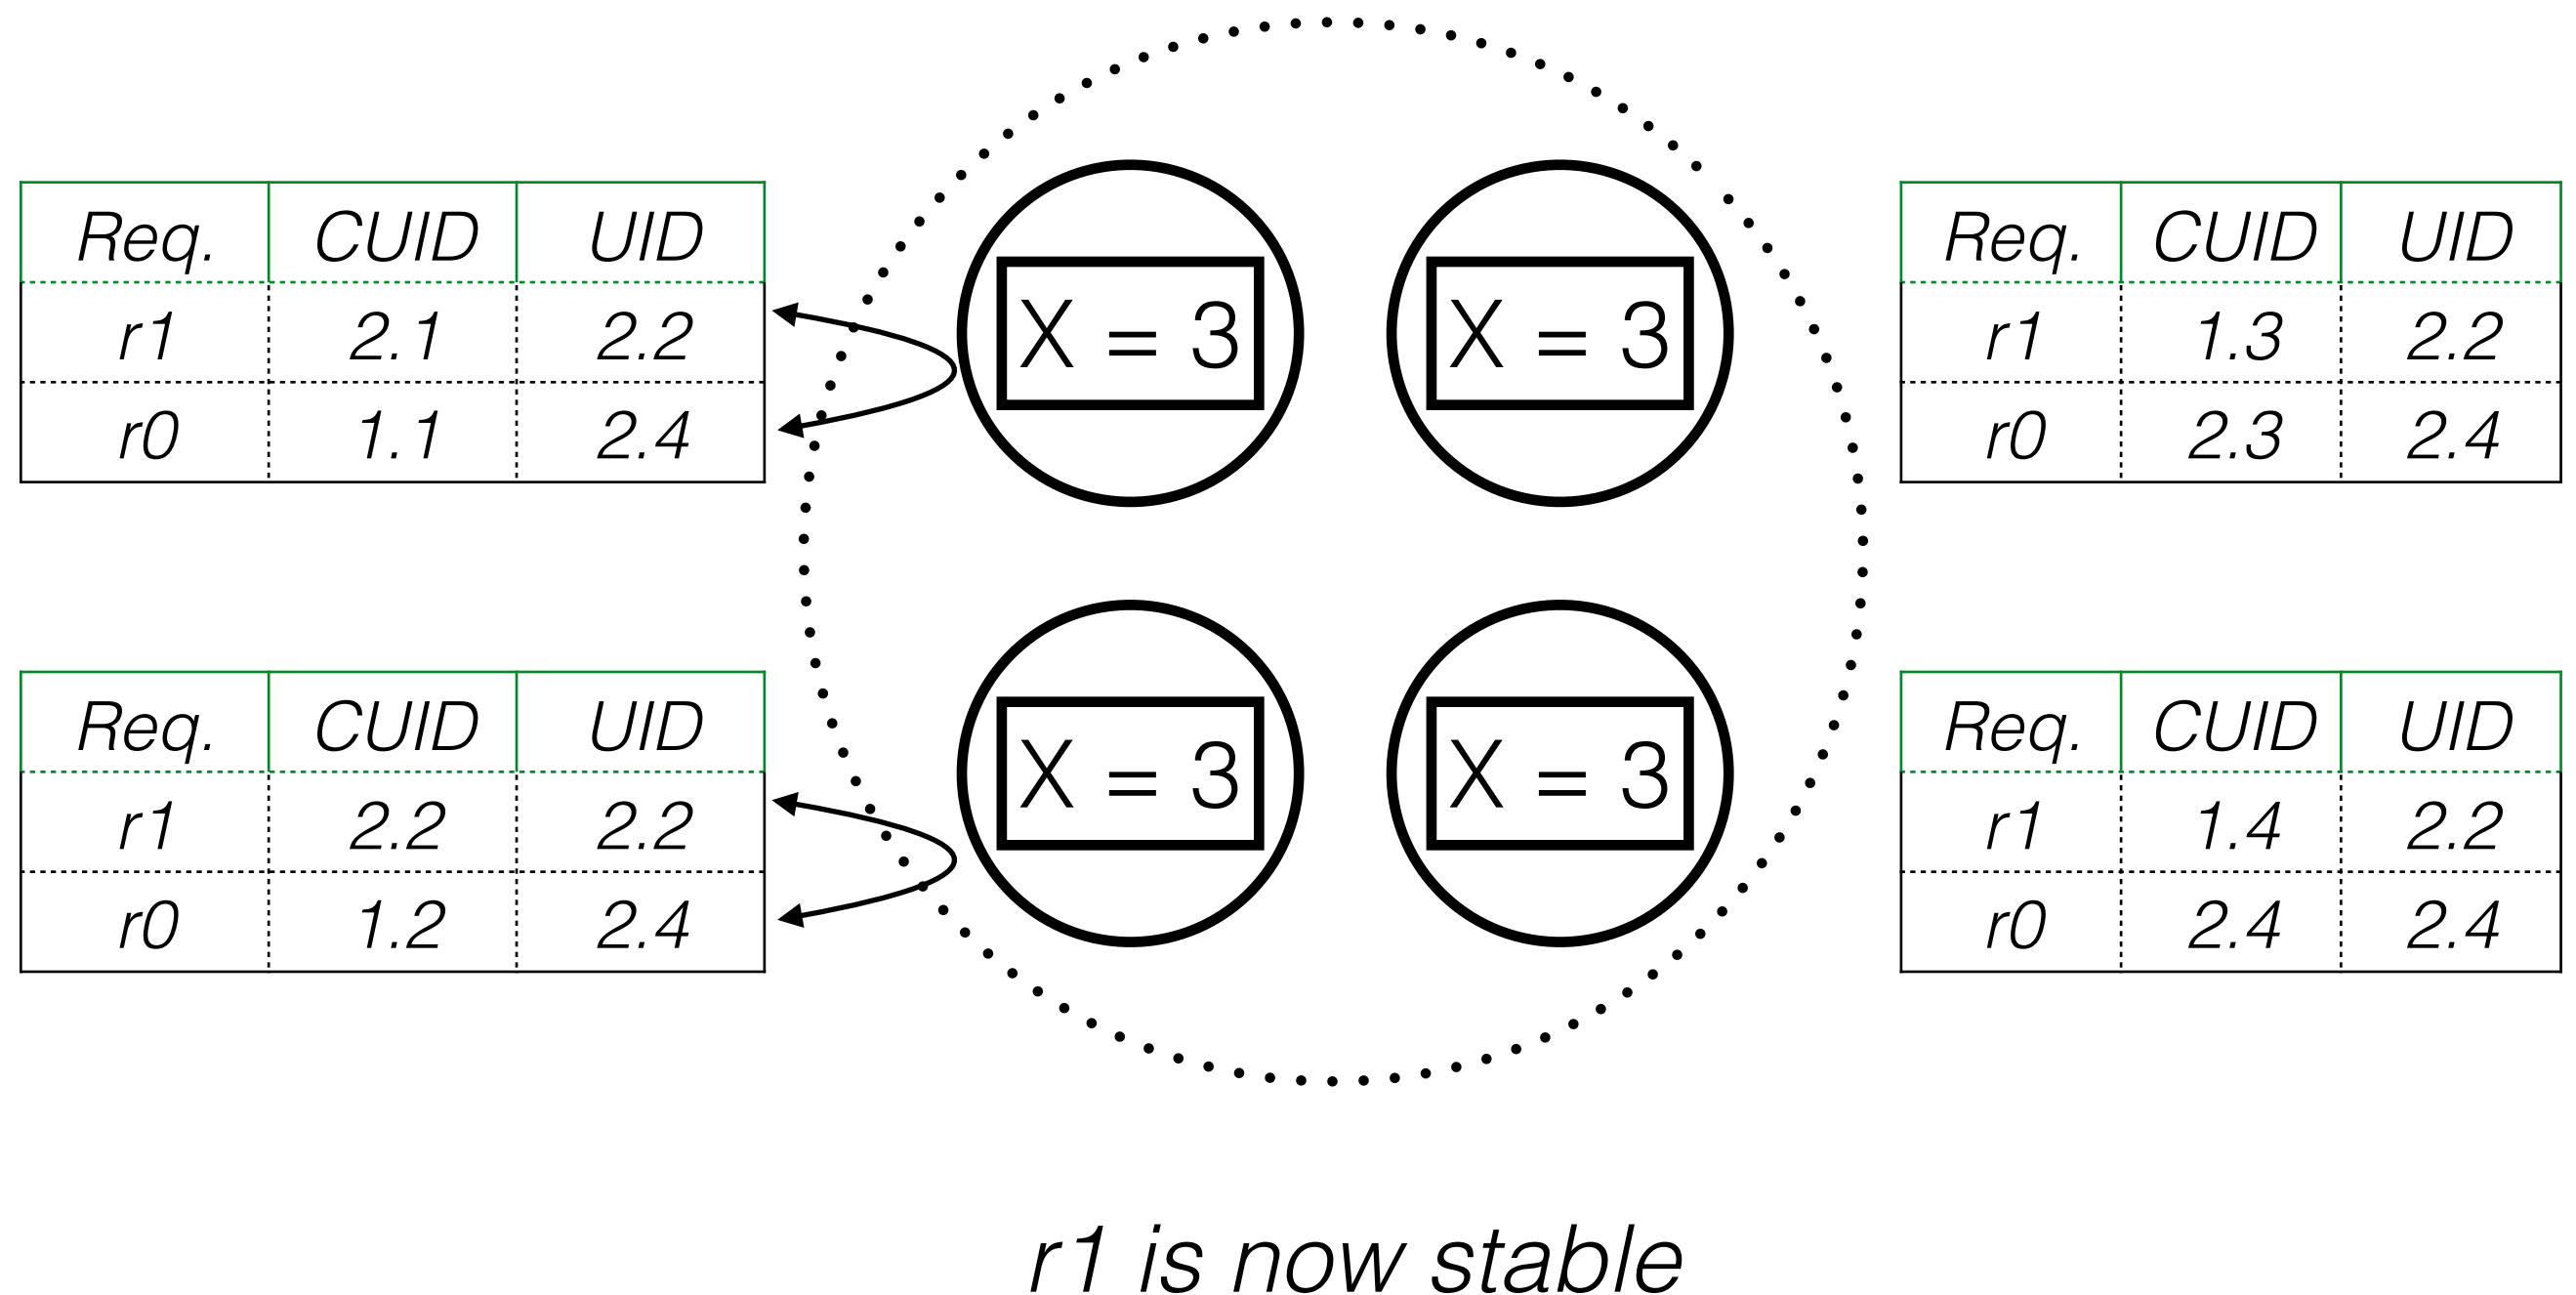 Req. CUID UID
r1 2.1 2.2
r0 1.1 2.4
X = 3
X = 3
Req. CUID UID
r1 1.3 2.2
r0 2.3 2.4
Req. CUID UID
r1 2.2 2.2
r0 1.2 2.4
X = 3
X = 3
Req. CUID UID
r1 1.4 2.2
r0 2.4 2.4
r1 is now stable